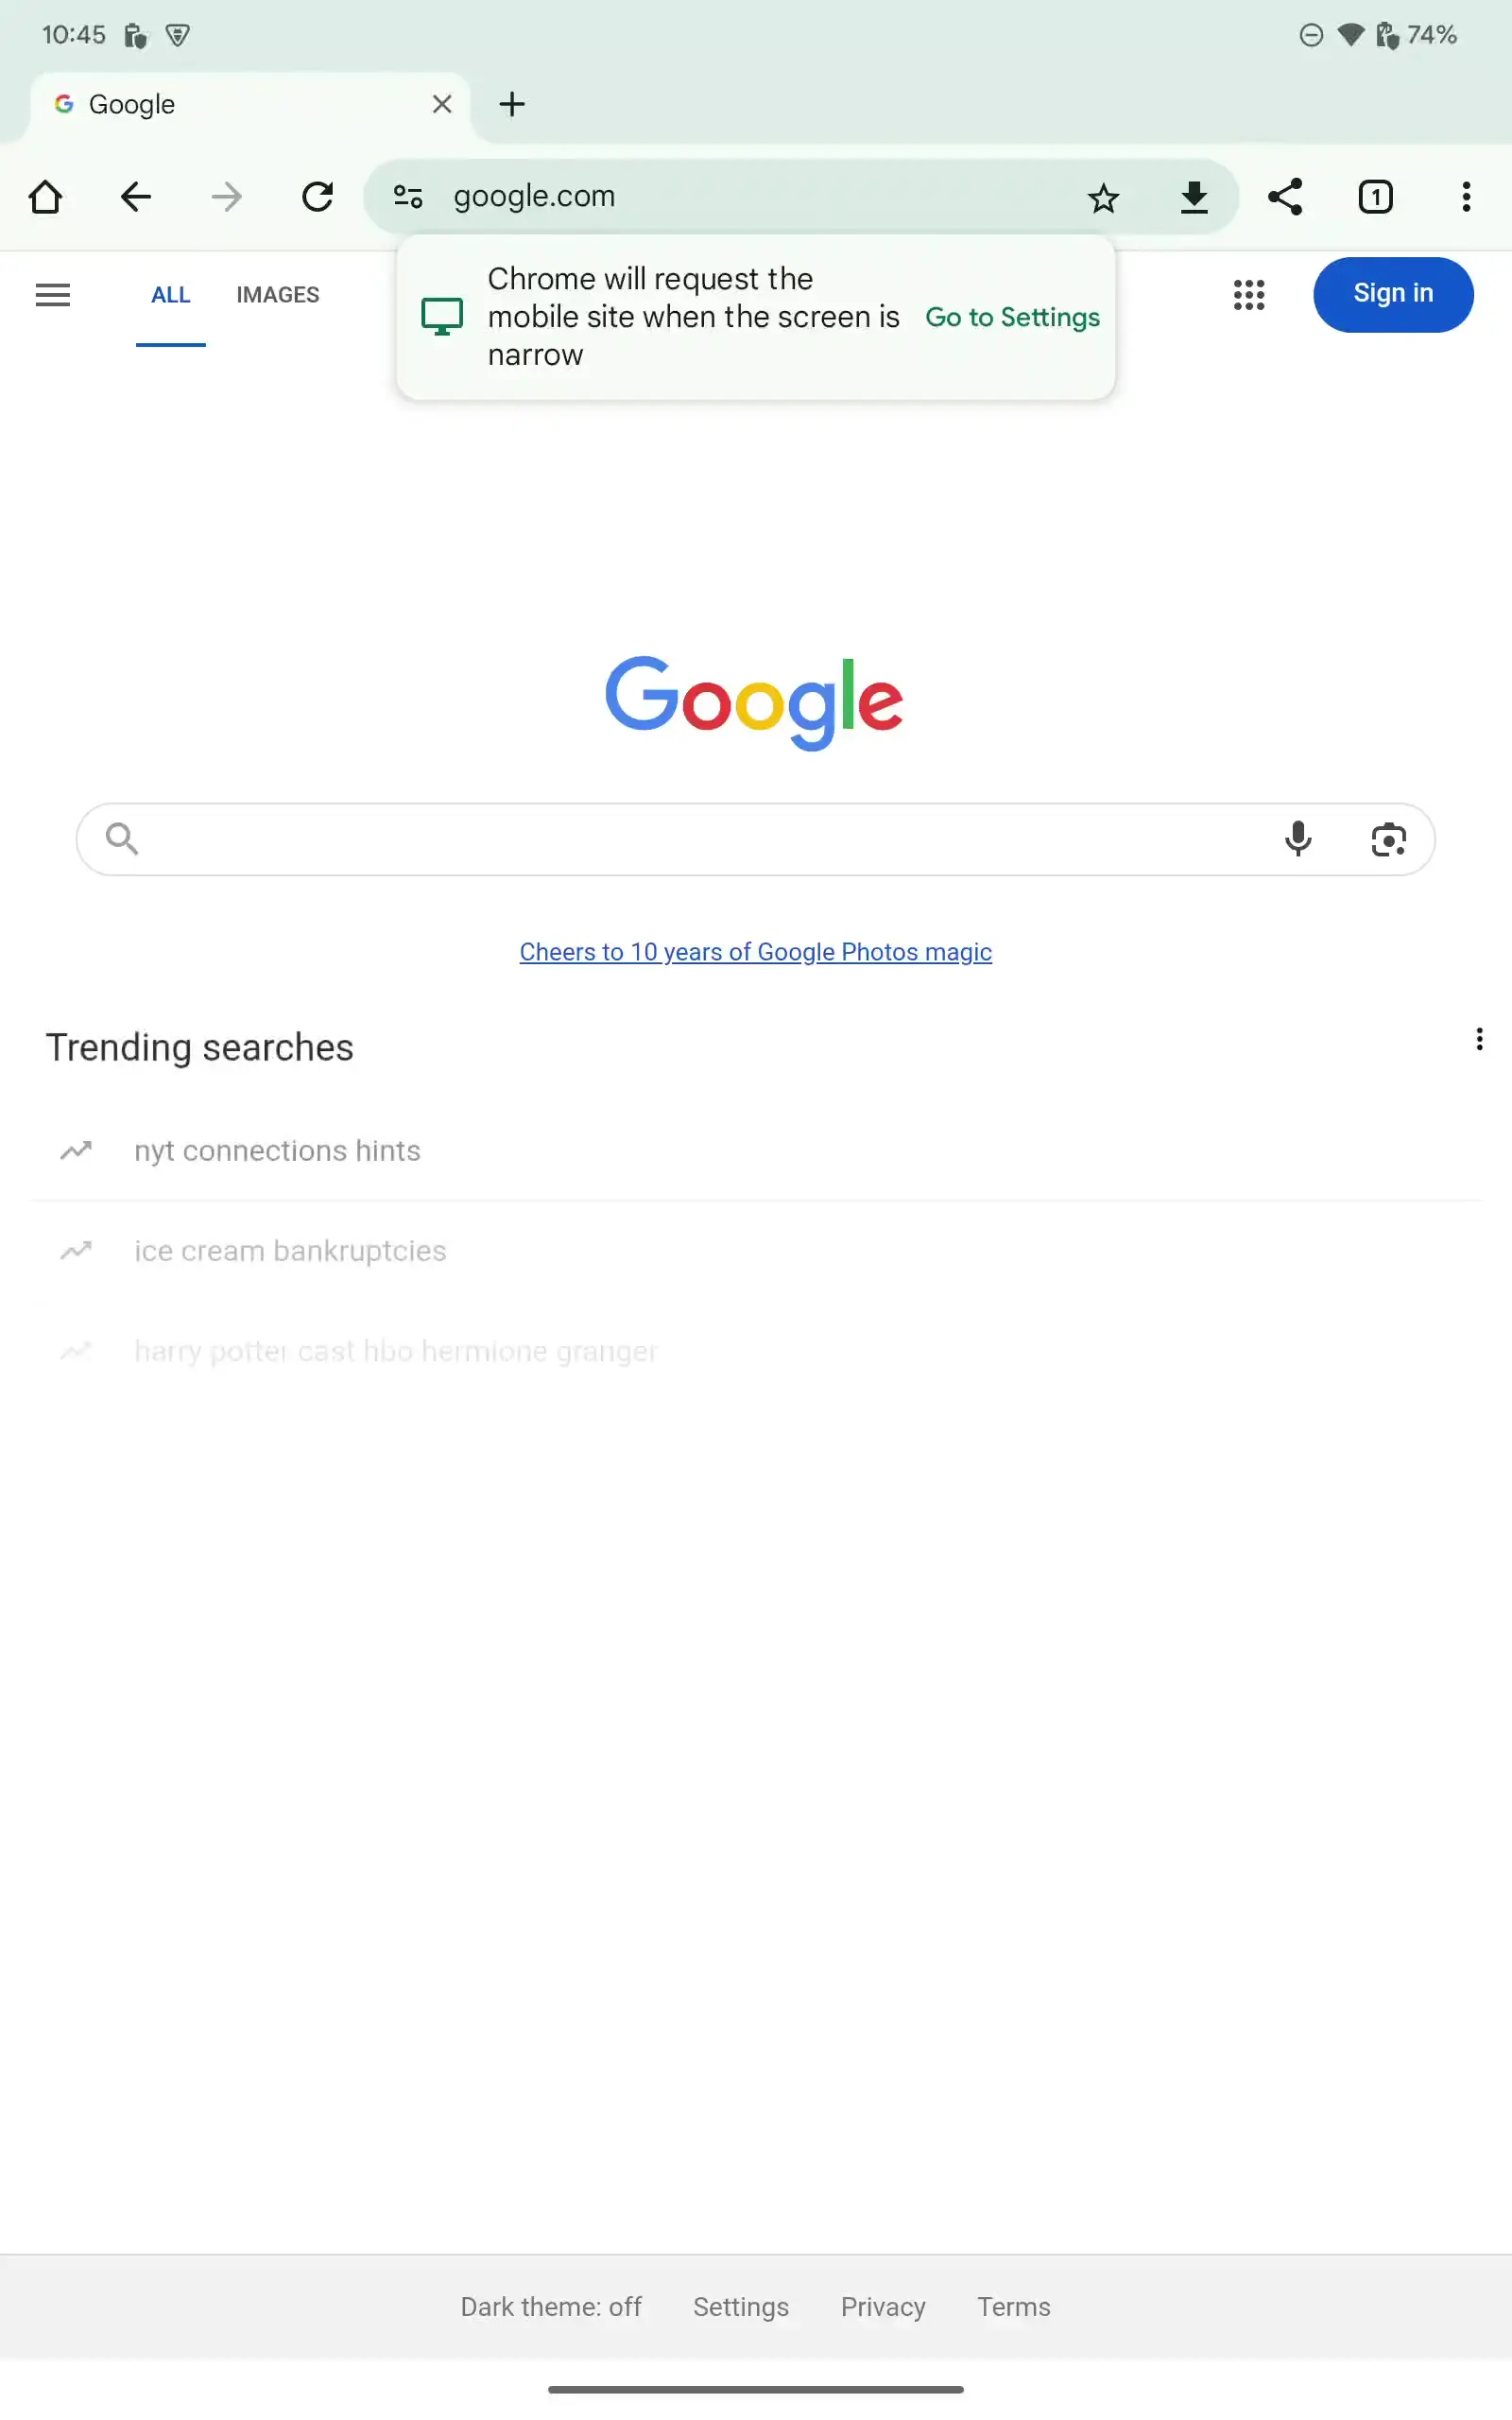 10:45
74%
Google
google.com
1
Chrome will request the
mobile site when the screen is
narrow
Go to Settings
ALL
IMAGES
Sign in
Google
Cheers to 10 years of Google Photos magic
Trending searches
nyt connections hints
ice cream bankruptcies
harry potter cast hbo hermione granger
Dark theme: off
Settings
Privacy
Terms